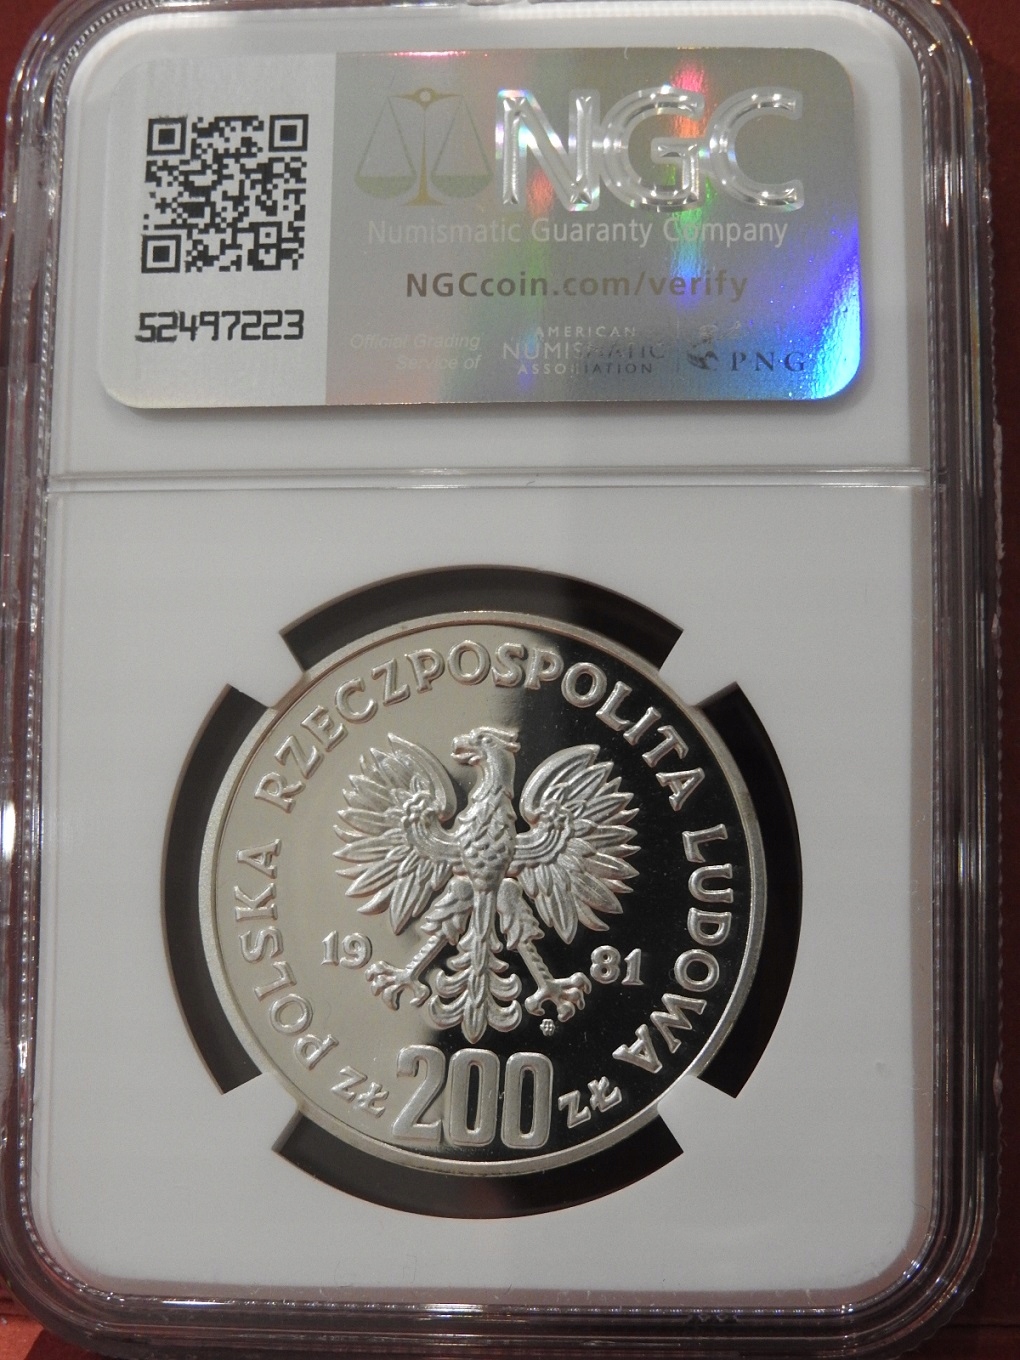 NGC
Numismatic Guaranty Company
NGCcoin.com/verify
52497223
Official Grading
Service of
AMERICAN
NUMISMATIC
ASSOCIATION
PNG
POLSKA RZECZPOSPOLITA LUDOWA
19 81
zł 200 zł